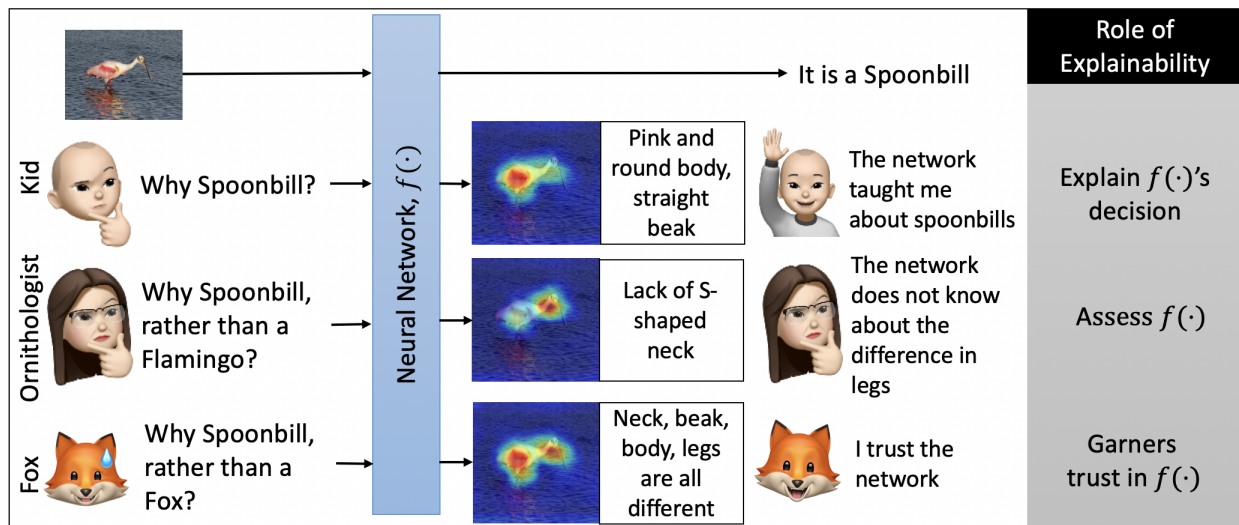 Role of
Explainability
It is a Spoonbill
Kid
Why Spoonbill?
Neural Network, f(·)
Pink and
round body,
straight
beak
The network
taught me
about spoonbills
Explain f(·)'s
decision
Ornithologist
Why Spoonbill,
rather than a
Flamingo?
Lack of S-
shaped
neck
The network
does not know
about the
difference in
legs
Assess f(·)
Fox
Why Spoonbill,
rather than a
Fox?
Neck, beak,
body, legs
are all
different
I trust the
network
Garners
trust in f(·)